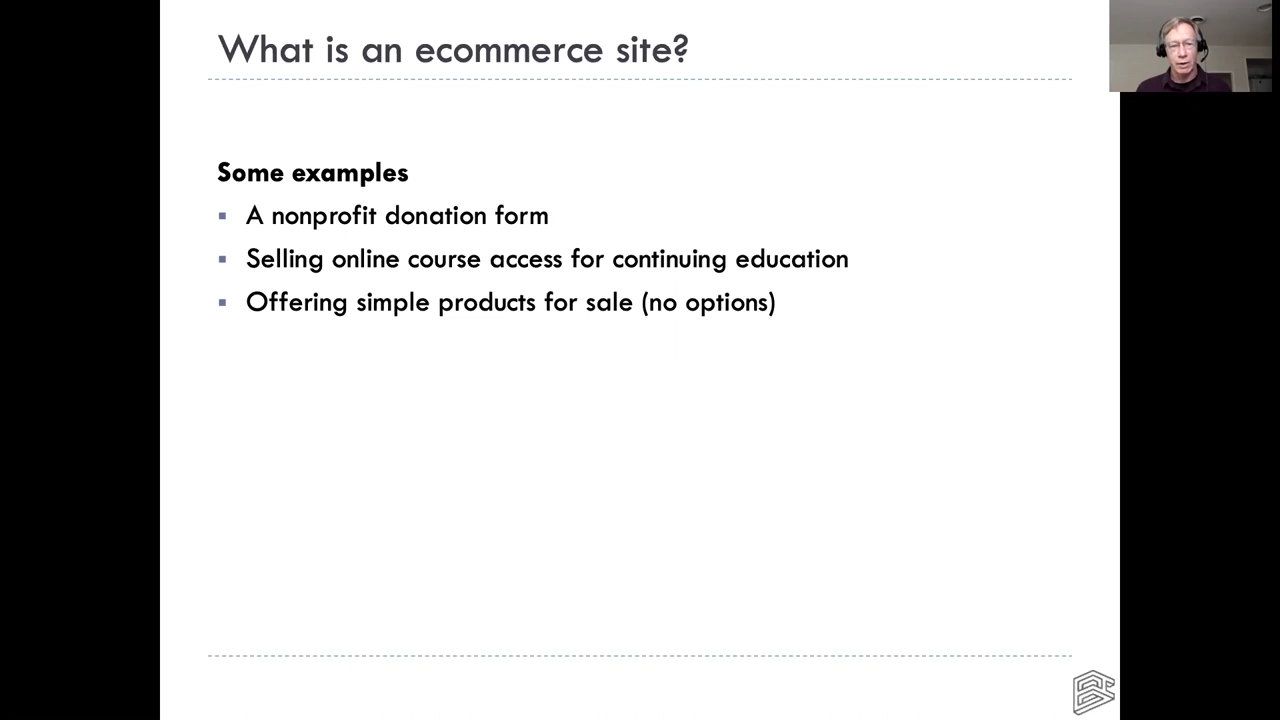 What is an ecommerce site?
Some examples
A nonprofit donation form
Selling online course access for continuing education
Offering simple products for sale (no options)